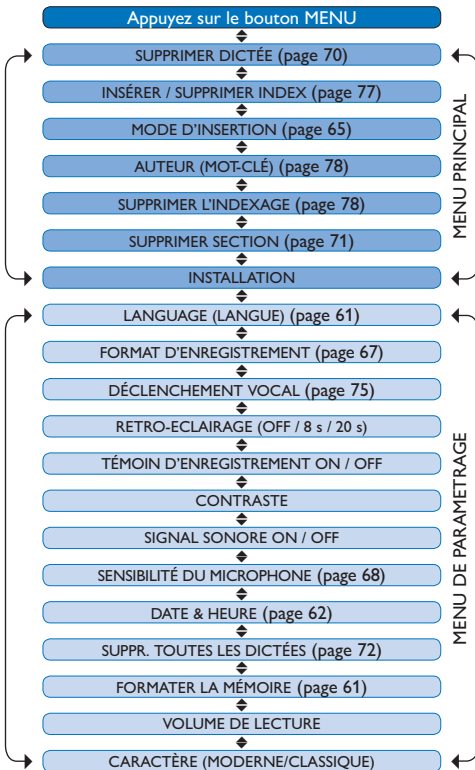 Appuyez sur le bouton MENU
SUPPRIMER DICTÉE (page 70)
INSÉRER / SUPPRIMER INDEX (page 77)
MODE D'INSERTION (page 65)
AUTEUR (MOT-CLÉ) (page 78)
SUPPRIMER L'INDEXAGE (page 78)
SUPPRIMER SECTION (page 71)
INSTALLATION
MENU PRINCIPAL
LANGUAGE (LANGUE) (page 61)
FORMAT D'ENREGISTREMENT (page 67)
DÉCLENCHEMENT VOCAL (page 75)
RETRO-ECLAIRAGE (OFF / 8 s / 20 s)
TÉMOIN D'ENREGISTREMENT ON / OFF
CONTRASTE
SIGNAL SONORE ON / OFF
SENSIBILITÉ DU MICROPHONE (page 68)
DATE & HEURE (page 62)
SUPPR. TOUTES LES DICTÉES (page 72)
FORMATER LA MÉMOIRE (page 61)
VOLUME DE LECTURE
CARACTÈRE (MODERNE/CLASSIQUE)
MENU DE PARAMETRAGE